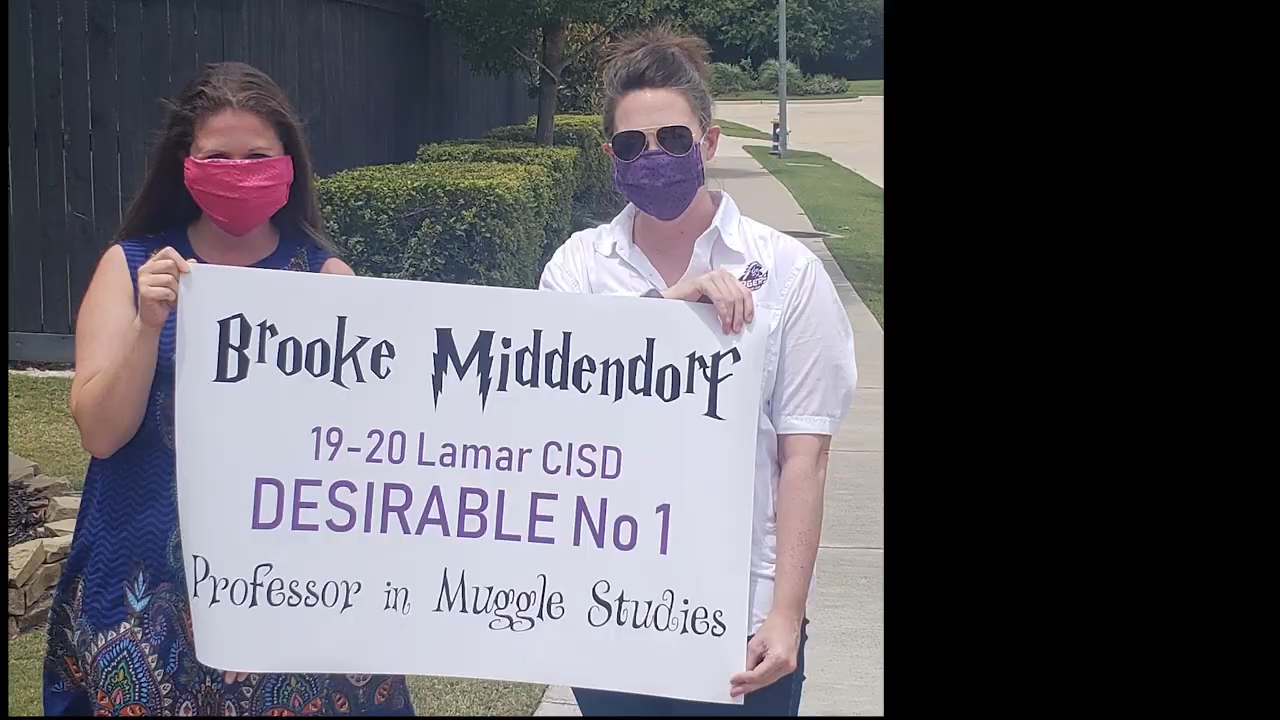 Brooke Middendorf
19-20 Lamar CISD
DESIRABLE No 1
Professor in Muggle Studies